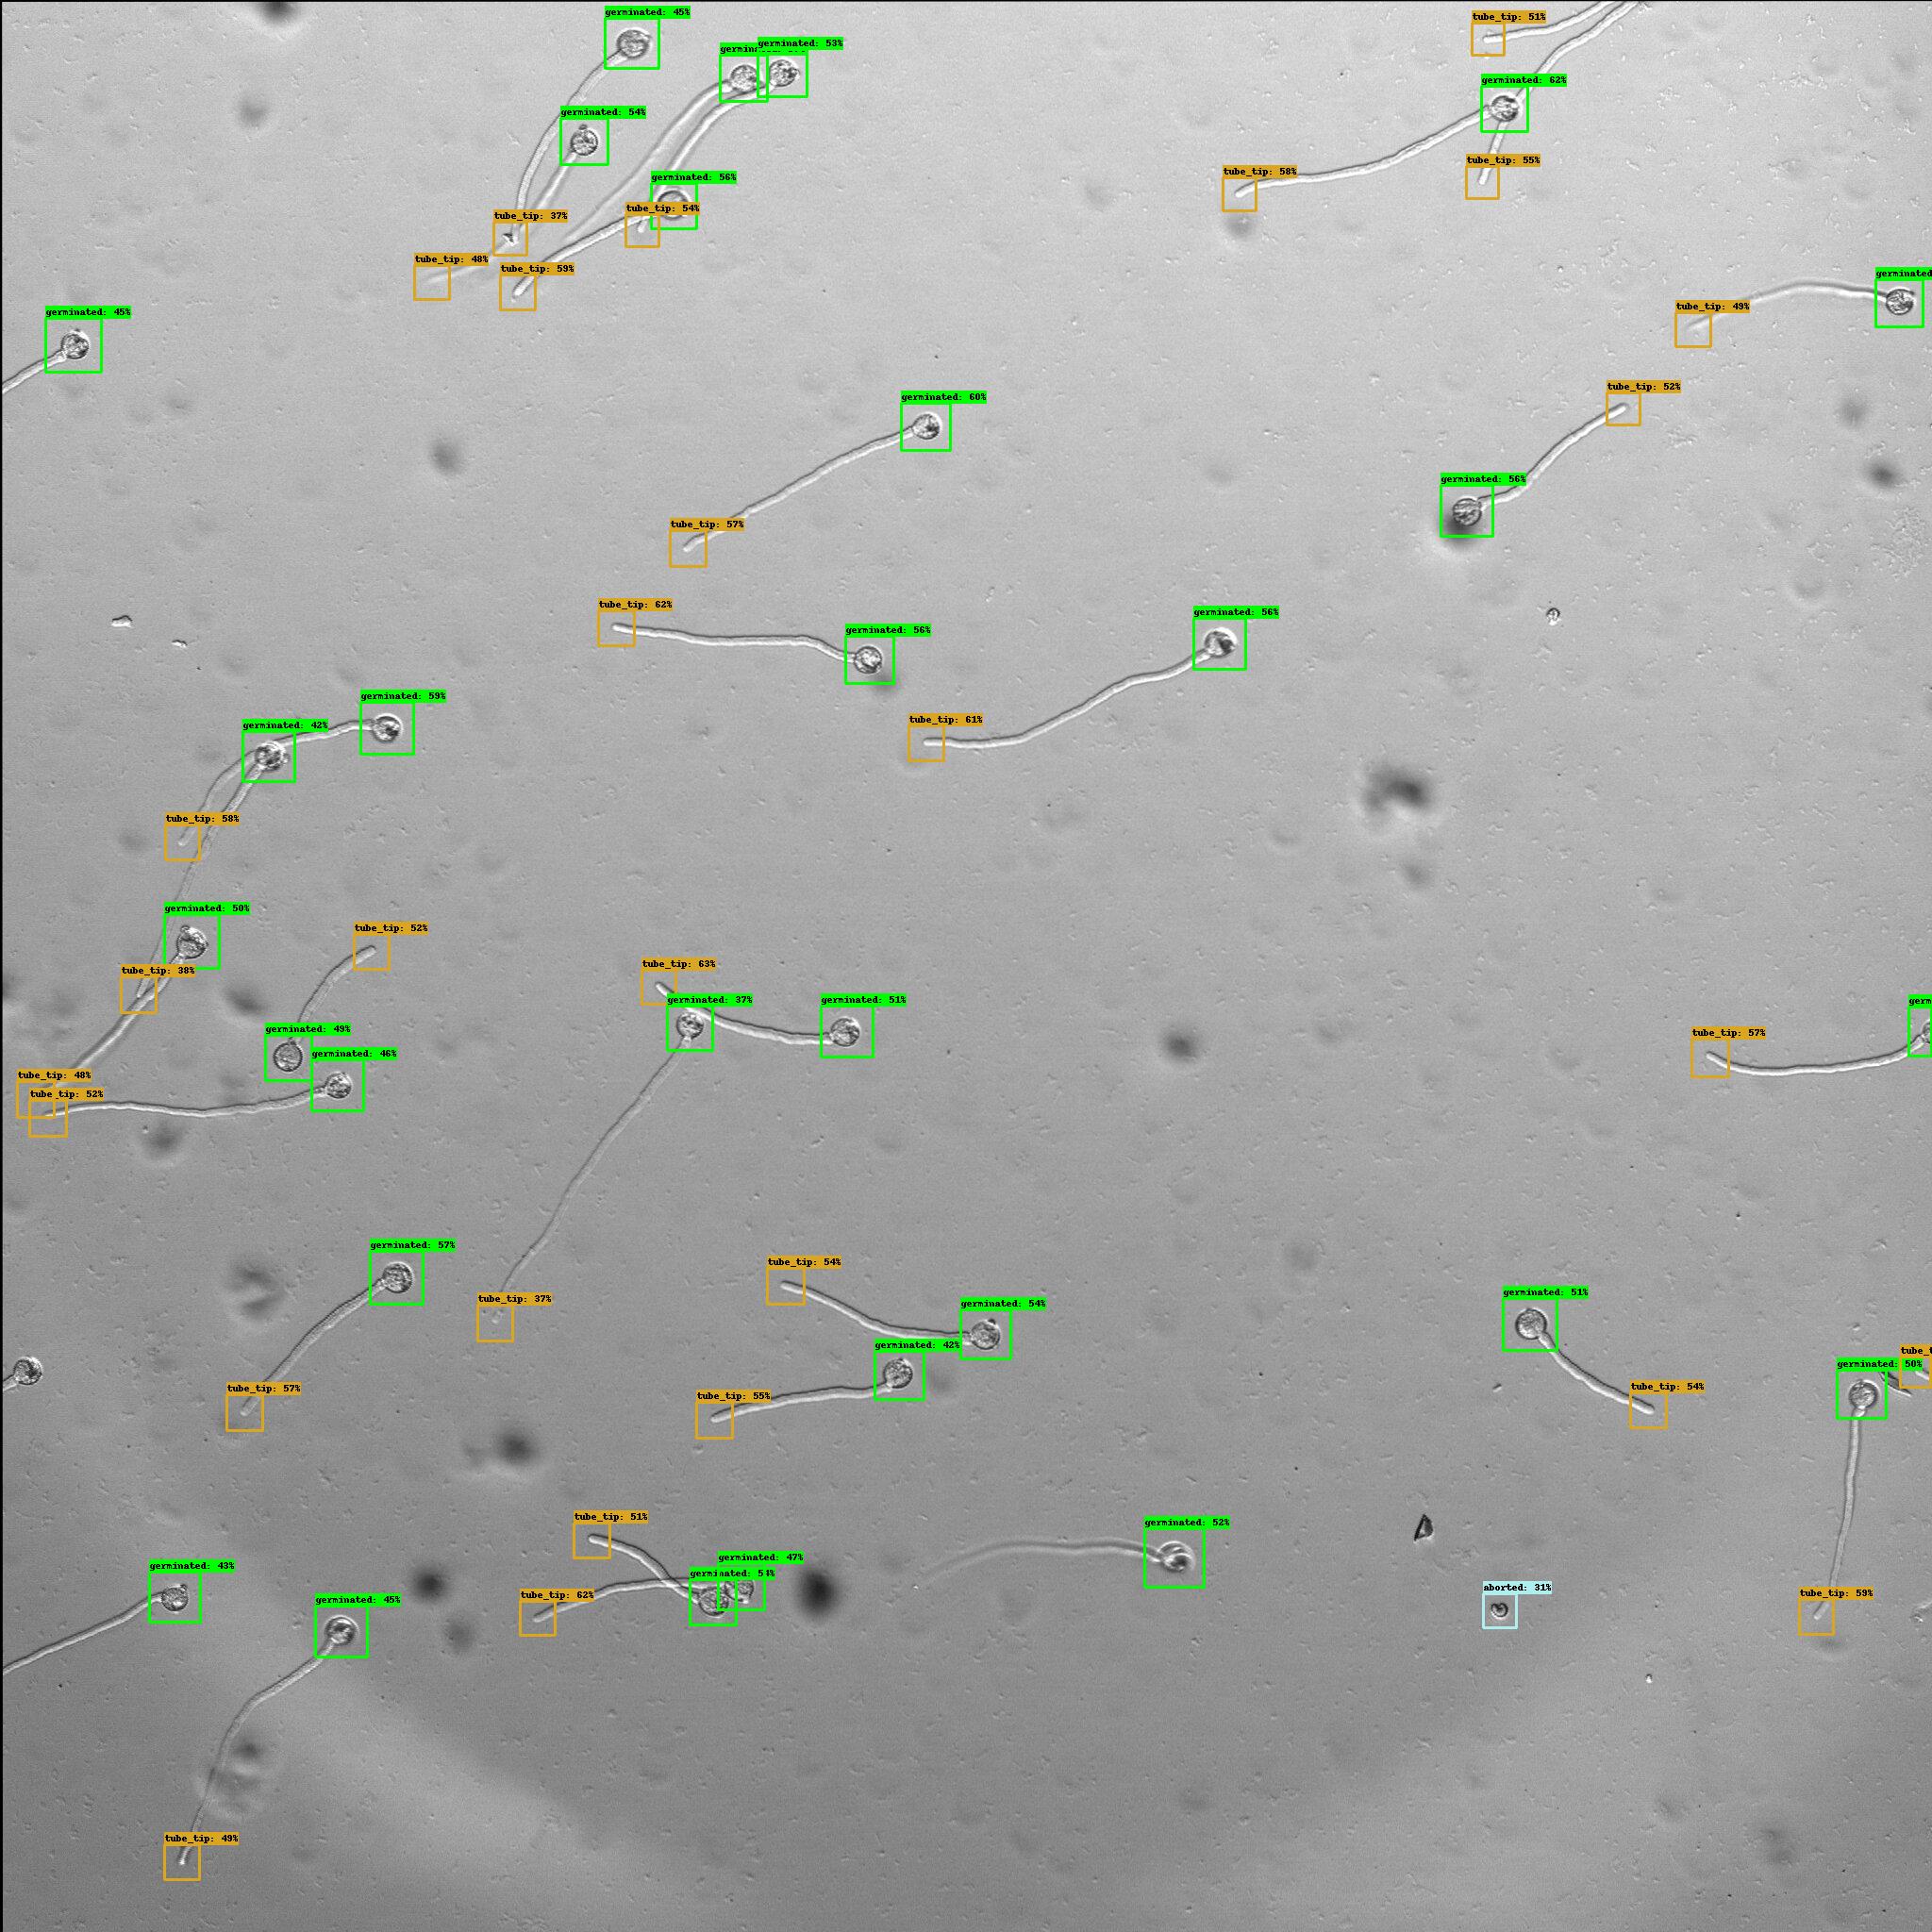 germinated: 45%
tube_tip: 51%
germinated: 53%
germinated: 62%
germinated: 54%
tube_tip: 55%
tube_tip: 58%
germinated: 56%
tube_tip: 54%
tube_tip: 37%
tube_tip: 48%
tube_tip: 59%
germinated
tube_tip: 49%
germinated: 45%
tube_tip: 52%
germinated: 60%
germinated: 56%
tube_tip: 57%
tube_tip: 62%
germinated: 56%
germinated: 56%
germinated: 59%
tube_tip: 61%
germinated: 42%
tube_tip: 58%
germinated: 50%
tube_tip: 52%
tube_tip: 63%
tube_tip: 38%
germinated: 37%
germinated: 51%
germ
germinated: 49%
tube_tip: 57%
germinated: 46%
tube_tip: 48%
tube_tip: 52%
germinated: 57%
tube_tip: 54%
germinated: 51%
tube_tip: 37%
germinated: 54%
germinated: 42%
tube_t
germinated: 50%
tube_tip: 57%
tube_tip: 54%
tube_tip: 55%
tube_tip: 51%
germinated: 52%
germinated: 47%
germinated: 43%
germinated: 54%
aborted: 31%
tube_tip: 62%
tube_tip: 59%
germinated: 45%
tube_tip: 49%